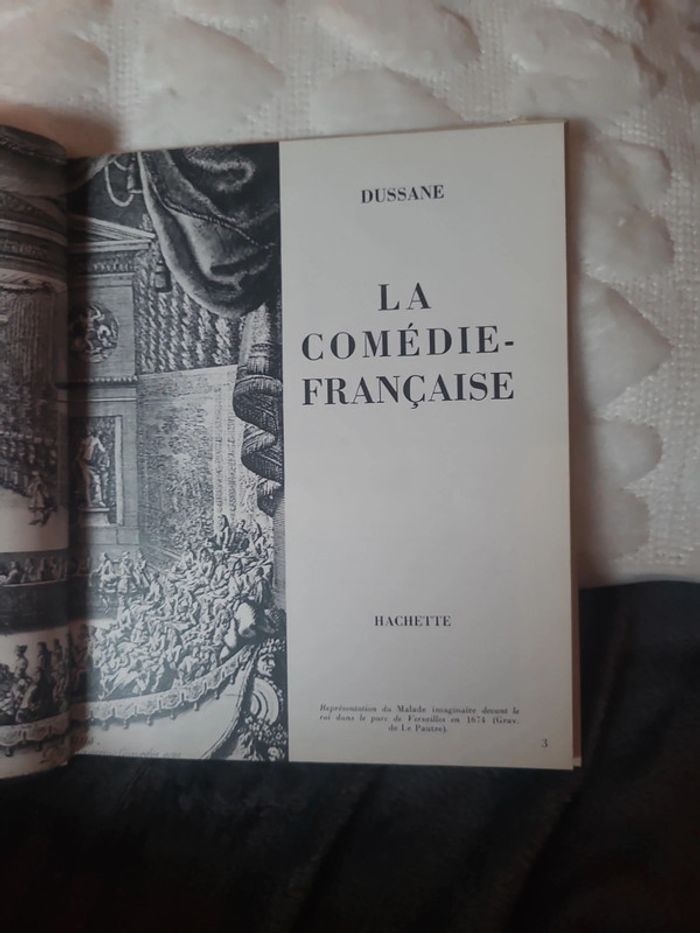 DUSSANE
LA
COMÉDIE-
FRANÇAISE
HACHETTE
Représentation du Malade imaginaire devant le
roi dans le parc de Versailles en 1674 (Grav.
de Le Pautre).
3